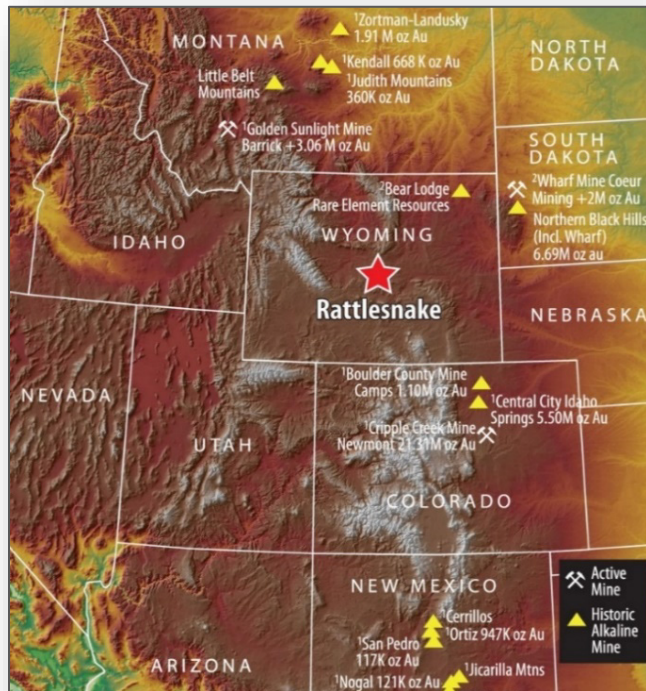 ¹Zortman-Landusky
1.91 M oz Au
MONTANA
NORTH
DAKOTA
¹Kendall 668 K oz Au
Little Belt
Mountains
¹Judith Mountains
360K oz Au
¹Golden Sunlight Mine
Barrick +3.06 M oz Au
SOUTH
DAKOTA
²Wharf Mine Coeur
Mining +2M oz Au
²Bear Lodge
Rare Element Resources
Northern Black Hills
(Incl. Wharf)
6.69M oz au
IDAHO
WYOMING
Rattlesnake
NEBRASKA
NEVADA
¹Boulder County Mine
Camps 1.10M oz Au
¹Central City Idaho
Springs 5.50M oz Au
¹Cripple Creek Mine
Newmont 21.31M oz Au
UTAH
COLORADO
NEW MEXICO
Active
Mine
Historic
Alkaline
Mine
¹Cerrillos
¹Ortiz 947K oz Au
¹San Pedro
117K oz Au
ARIZONA
¹Jicarilla Mtns
¹Nogal 121K oz Au